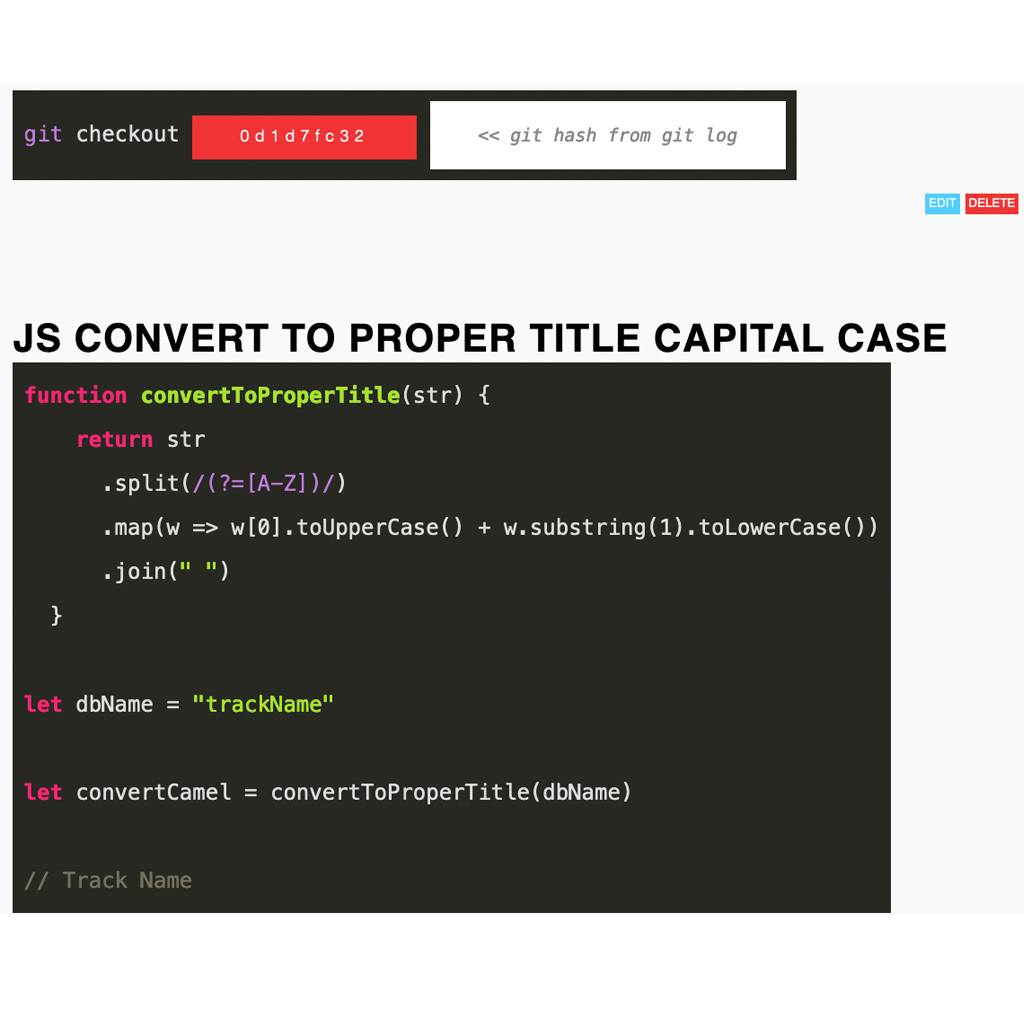 git checkout 0d1d7fc32 << git hash from git log
EDIT DELETE
JS CONVERT TO PROPER TITLE CAPITAL CASE
function convertToProperTitle(str) {
return str
.split(/(?=[A-Z])/)
.map(w => w[0].toUpperCase() + w.substring(1).toLowerCase())
.join(" ")
}
let dbName = "trackName"
let convertCamel = convertToProperTitle(dbName)
// Track Name